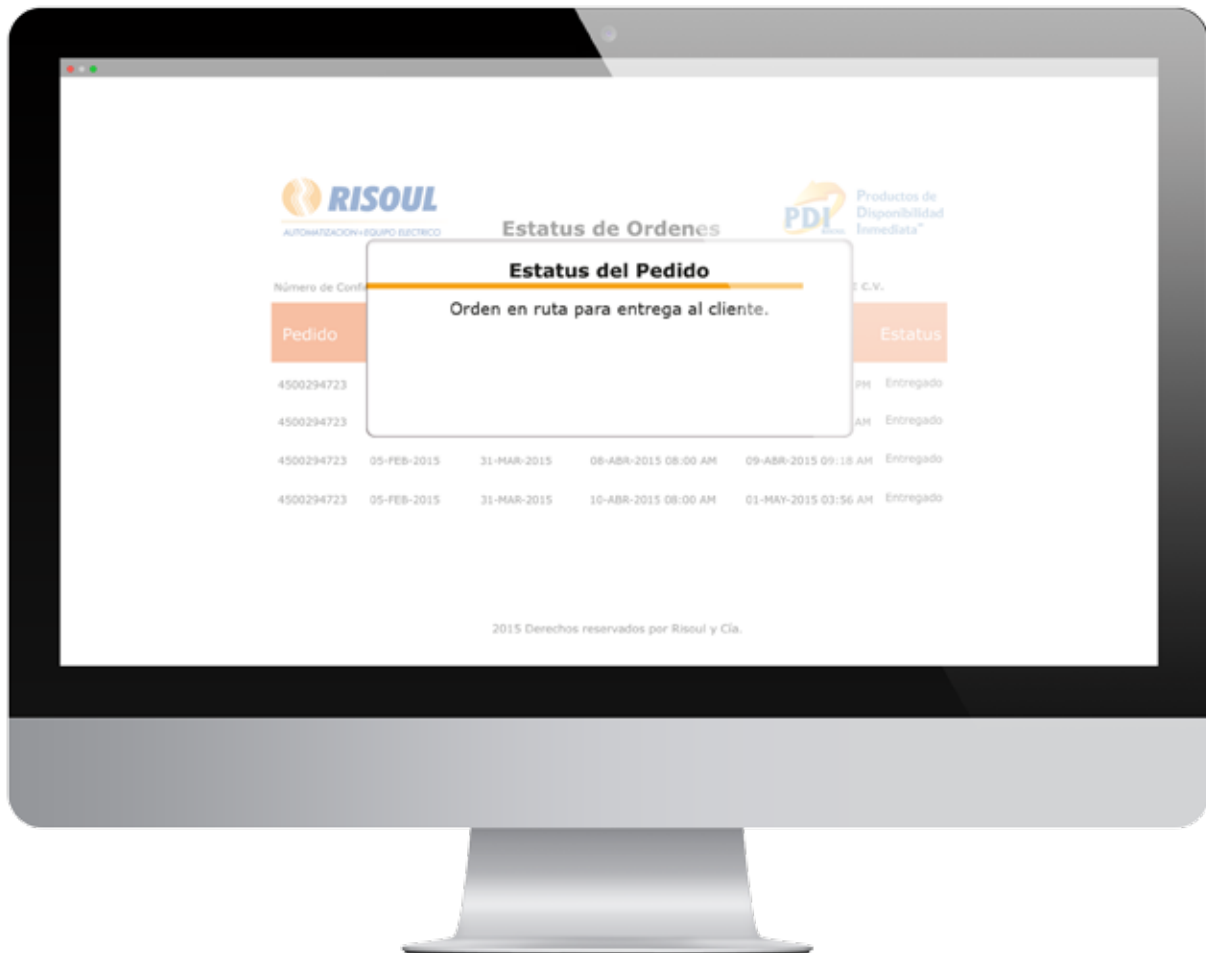 RISOUL
AUTOMATIZACION+EQUIPO ELECTRICO
Estatus de Ordenes
PDI
Productos de
Disponibilidad
Inmediata
Estatus del Pedido
Orden en ruta para entrega al cliente.
Número de C.V.
Pedido Estatus
4500294723 PM Entregado
4500294723 AM Entregado
4500294723 05-FEB-2015 31-MAR-2015 08-ABR-2015 08:00 AM 09-ABR-2015 09:18 AM Entregado
4500294723 05-FEB-2015 31-MAR-2015 10-ABR-2015 08:00 AM 01-MAY-2015 03:56 AM Entregado
2015 Derechos reservados por Risoul y Cía.